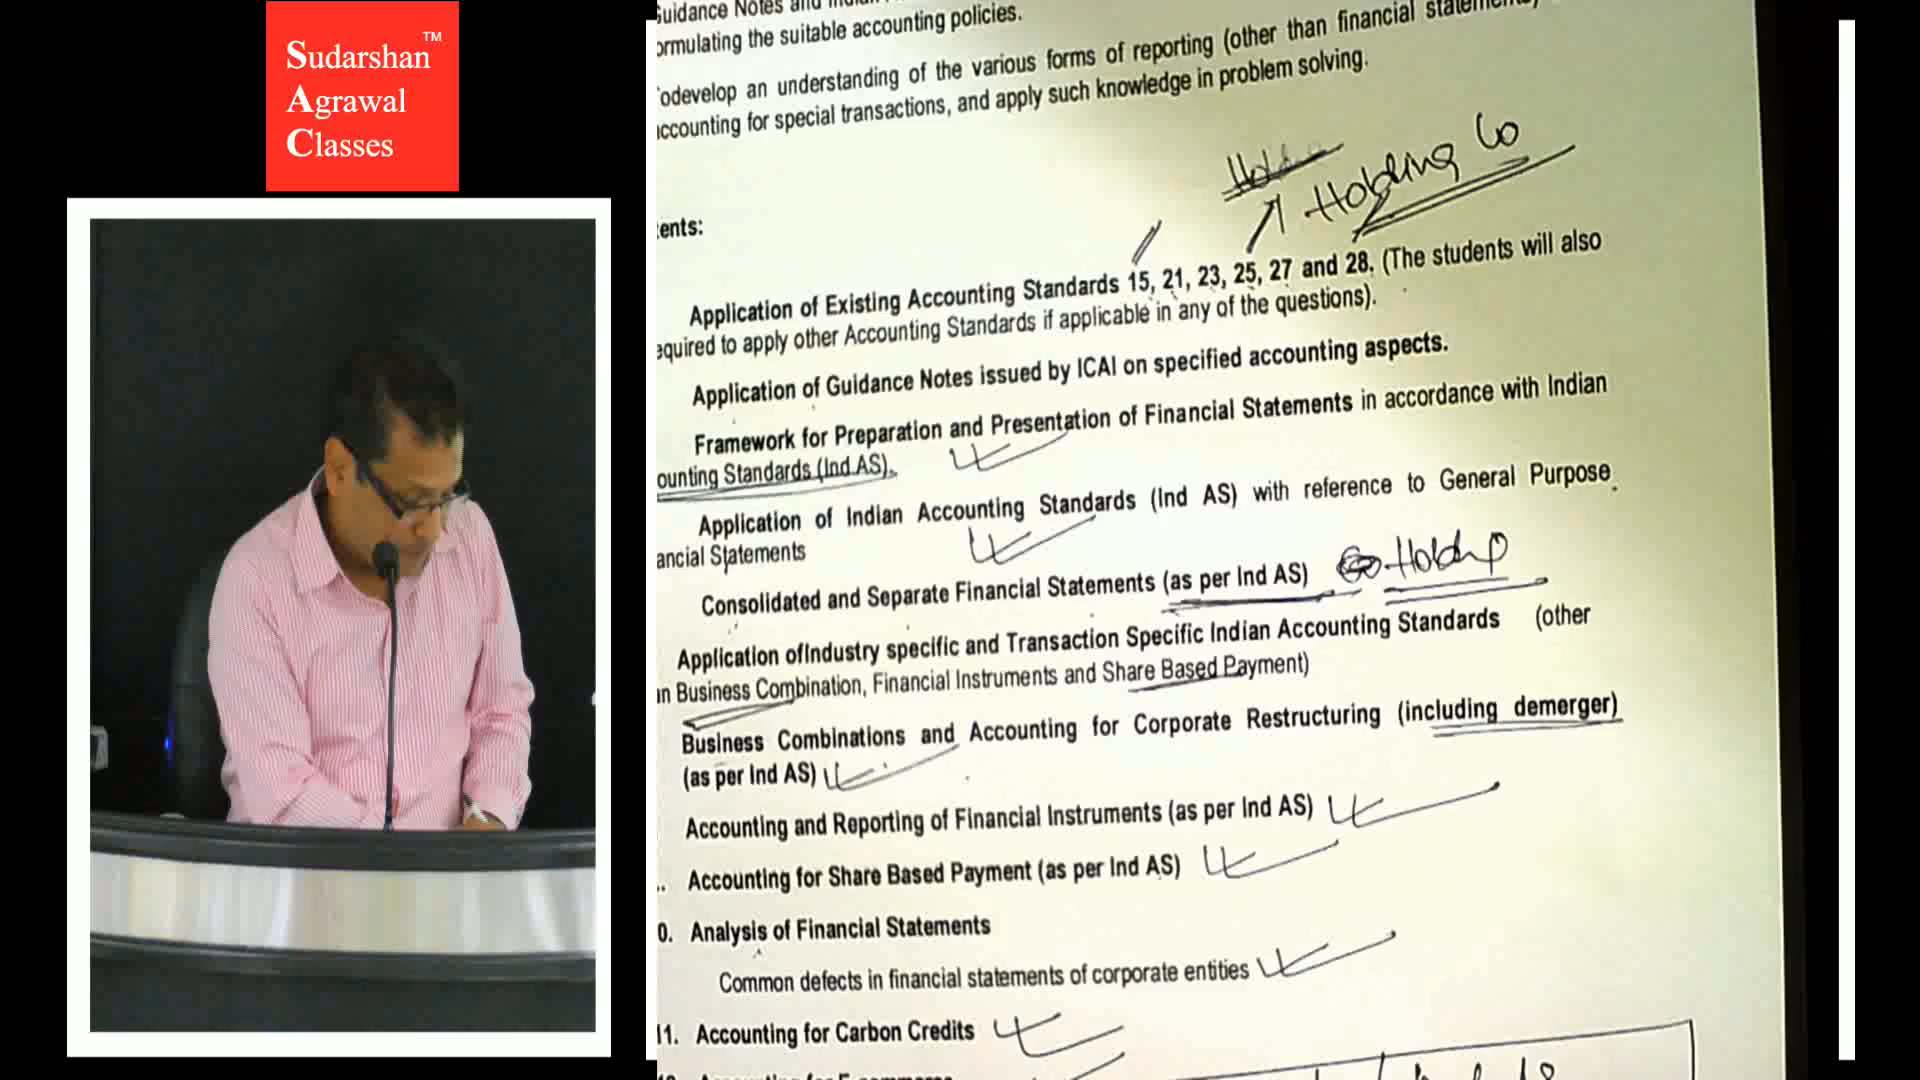 Sudarshan™
Agrawal
Classes
Guidance Notes and
ormulating the suitable accounting policies.
odevelop an understanding of the various forms of reporting (other than financial statements)
ccounting for special transactions, and apply such knowledge in problem solving.
Holding Co
ents:
Application of Existing Accounting Standards 15, 21, 23, 25, 27 and 28. (The students will also
equired to apply other Accounting Standards if applicable in any of the questions).
Application of Guidance Notes issued by ICAI on specified accounting aspects.
Framework for Preparation and Presentation of Financial Statements in accordance with Indian
ounting Standards (Ind AS).
Application of Indian Accounting Standards (Ind AS) with reference to General Purpose
ancial Statements
Consolidated and Separate Financial Statements (as per Ind AS)
Application ofIndustry specific and Transaction Specific Indian Accounting Standards (other
an Business Combination, Financial Instruments and Share Based Payment)
Business Combinations and Accounting for Corporate Restructuring (including demerger)
(as per Ind AS)
Accounting and Reporting of Financial Instruments (as per Ind AS)
Accounting for Share Based Payment (as per Ind AS)
0. Analysis of Financial Statements
Common defects in financial statements of corporate entities
11. Accounting for Carbon Credits